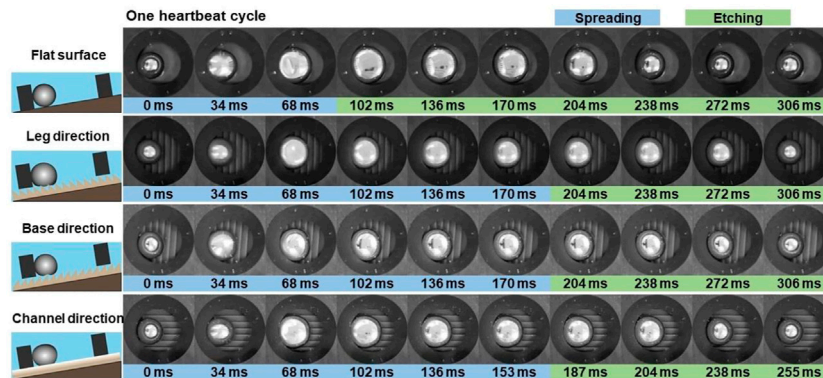 One heartbeat cycle Spreading Etching
Flat surface
0 ms 34 ms 68 ms 102 ms 136 ms 170 ms 204 ms 238 ms 272 ms 306 ms
Leg direction
0 ms 34 ms 68 ms 102 ms 136 ms 170 ms 204 ms 238 ms 272 ms 306 ms
Base direction
0 ms 34 ms 68 ms 102 ms 136 ms 170 ms 204 ms 238 ms 272 ms 306 ms
Channel direction
0 ms 34 ms 68 ms 102 ms 136 ms 153 ms 187 ms 204 ms 238 ms 255 ms